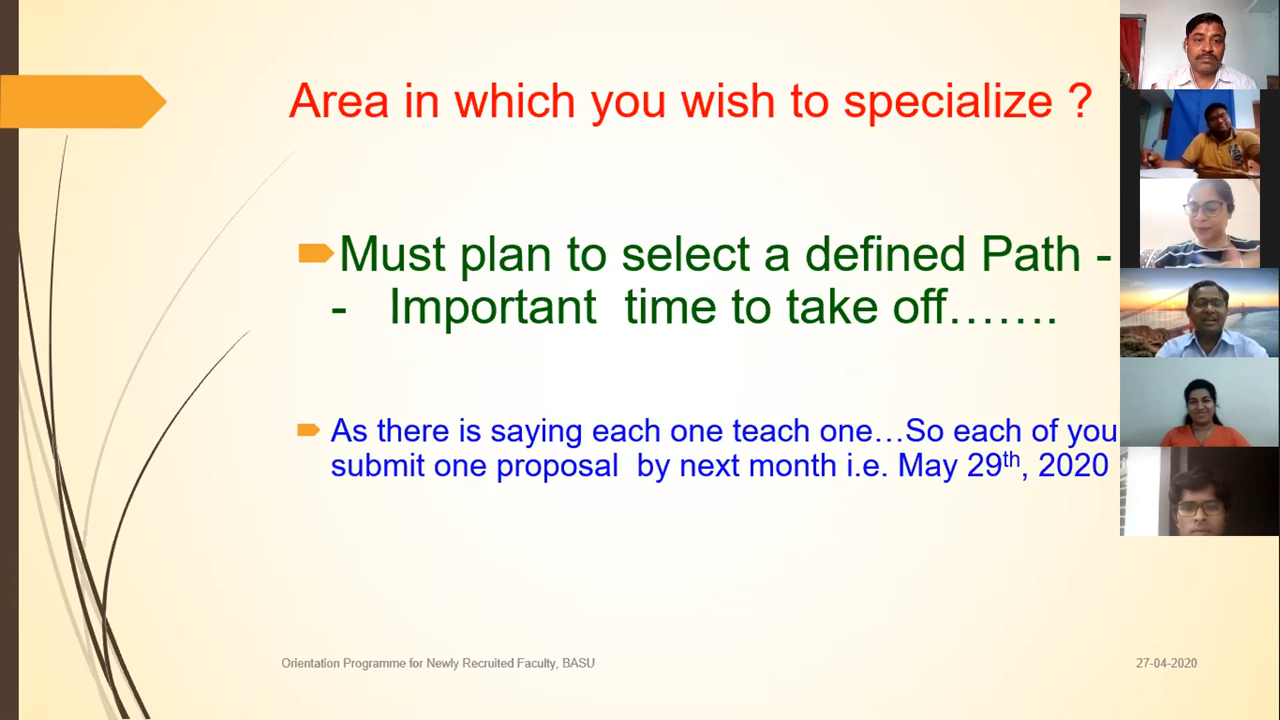 Area in which you wish to specialize ?
Must plan to select a defined Path -
- Important time to take off…….
As there is saying each one teach one…So each of you
submit one proposal by next month i.e. May 29th, 2020
Orientation Programme for Newly Recruited Faculty, BASU
27-04-2020